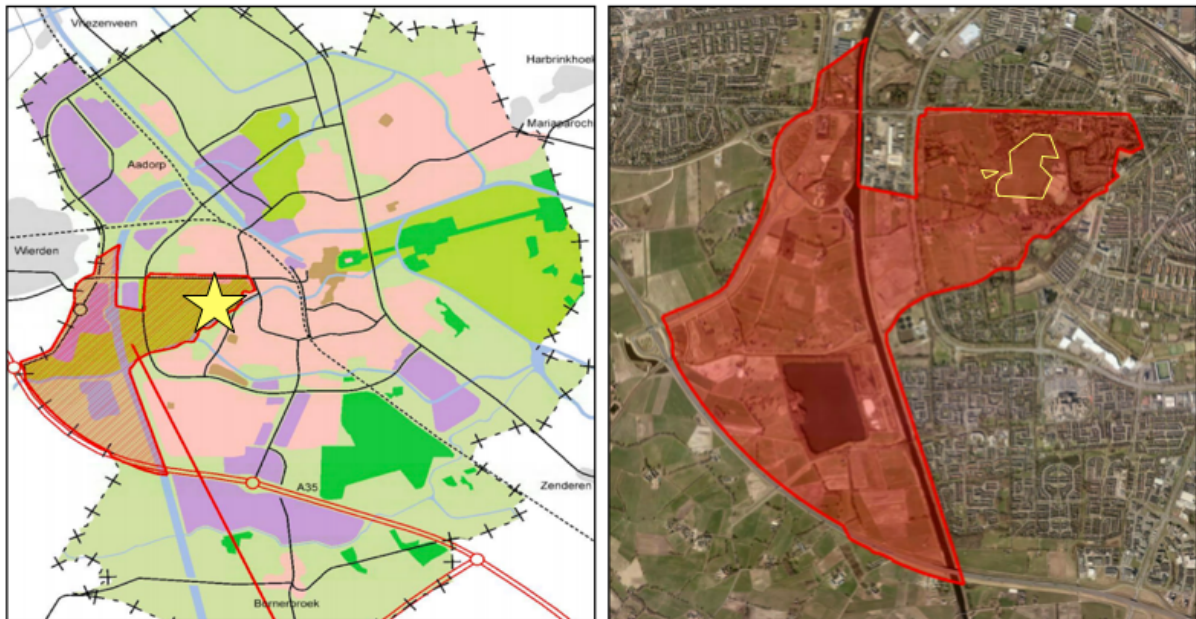 Vriezenveen
Harbrinkhoek
Mariaparoch
Aadorp
Wierden
A35
Zenderen
Bornerbroek